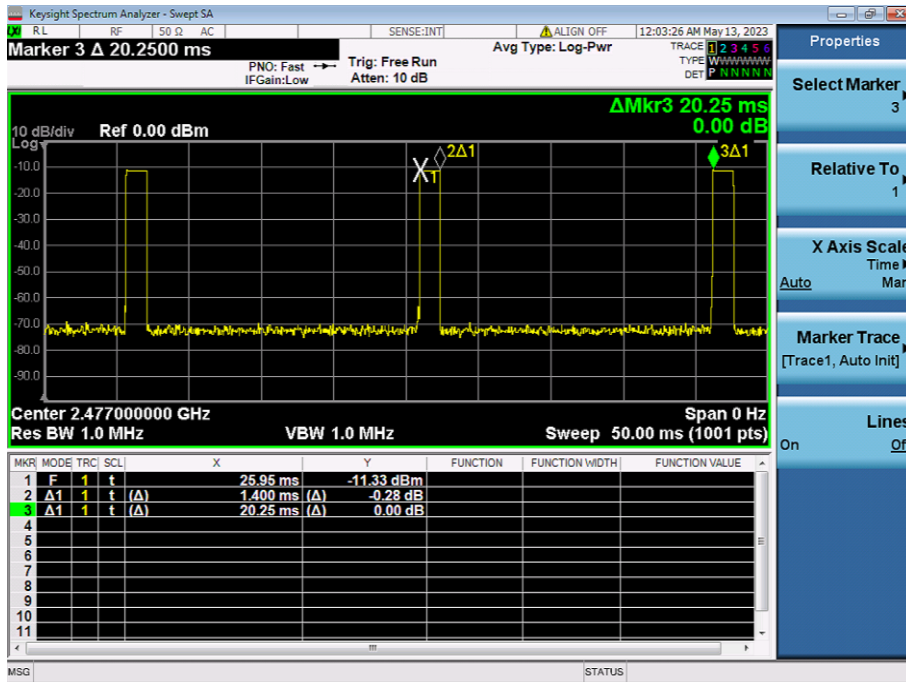 Keysight Spectrum Analyzer - Swept SA
RL RF 50 Ω AC SENSE:INT ALIGN OFF 12:03:26 AM May 13, 2023
Marker 3 Δ 20.2500 ms
PNO: Fast
IFGain:Low
Trig: Free Run
Atten: 10 dB
Avg Type: Log-Pwr
TRACE 1 2 3 4 5 6
TYPE WWWWWW
DET P N N N N N
ΔMkr3 20.25 ms
0.00 dB
10 dB/div Ref 0.00 dBm
Log
-10.0
-20.0
-30.0
-40.0
-50.0
-60.0
-70.0
-80.0
-90.0
1
2Δ1
3Δ1
Center 2.477000000 GHz Span 0 Hz
Res BW 1.0 MHz VBW 1.0 MHz Sweep 50.00 ms (1001 pts)
MKR MODE TRC SCL X Y FUNCTION FUNCTION WIDTH FUNCTION VALUE
1 F 1 t 25.95 ms -11.33 dBm
2 Δ1 1 t (Δ) 1.400 ms (Δ) -0.28 dB
3 Δ1 1 t (Δ) 20.25 ms (Δ) 0.00 dB
4
5
6
7
8
9
10
11
MSG STATUS
Properties
Select Marker
3
Relative To
1
X Axis Scale
Time
Auto Man
Marker Trace
[Trace1, Auto Init]
Lines
On Off